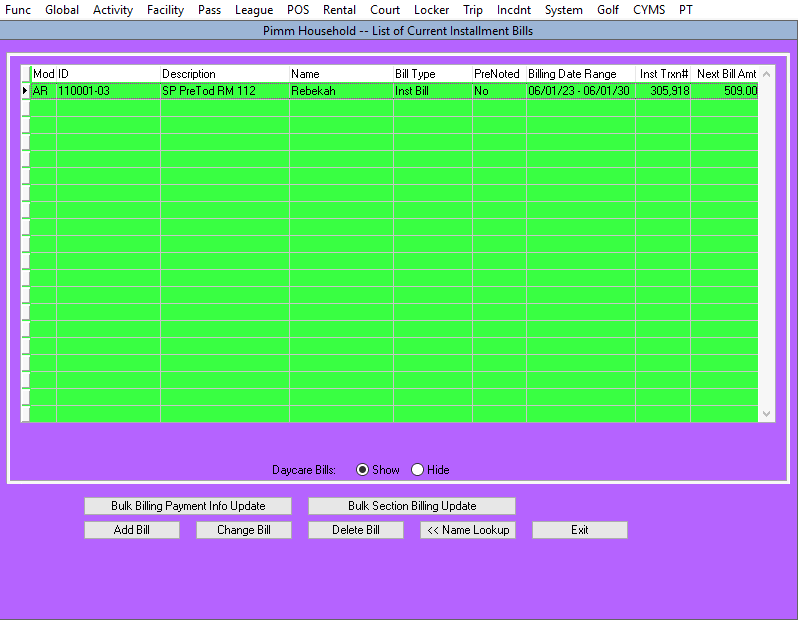 Func Global Activity Facility Pass League POS Rental Court Locker Trip Incdnt System Golf CYMS PT
Pimm Household -- List of Current Installment Bills
Mod ID Description Name Bill Type PreNoted Billing Date Range Inst Trxn# Next Bill Amt
AR 110001-03 SP PreTod RM 112 Rebekah Inst Bill No 06/01/23 - 06/01/30 305,918 509.00
Daycare Bills: Show Hide
Bulk Billing Payment Info Update Bulk Section Billing Update
Add Bill Change Bill Delete Bill << Name Lookup Exit